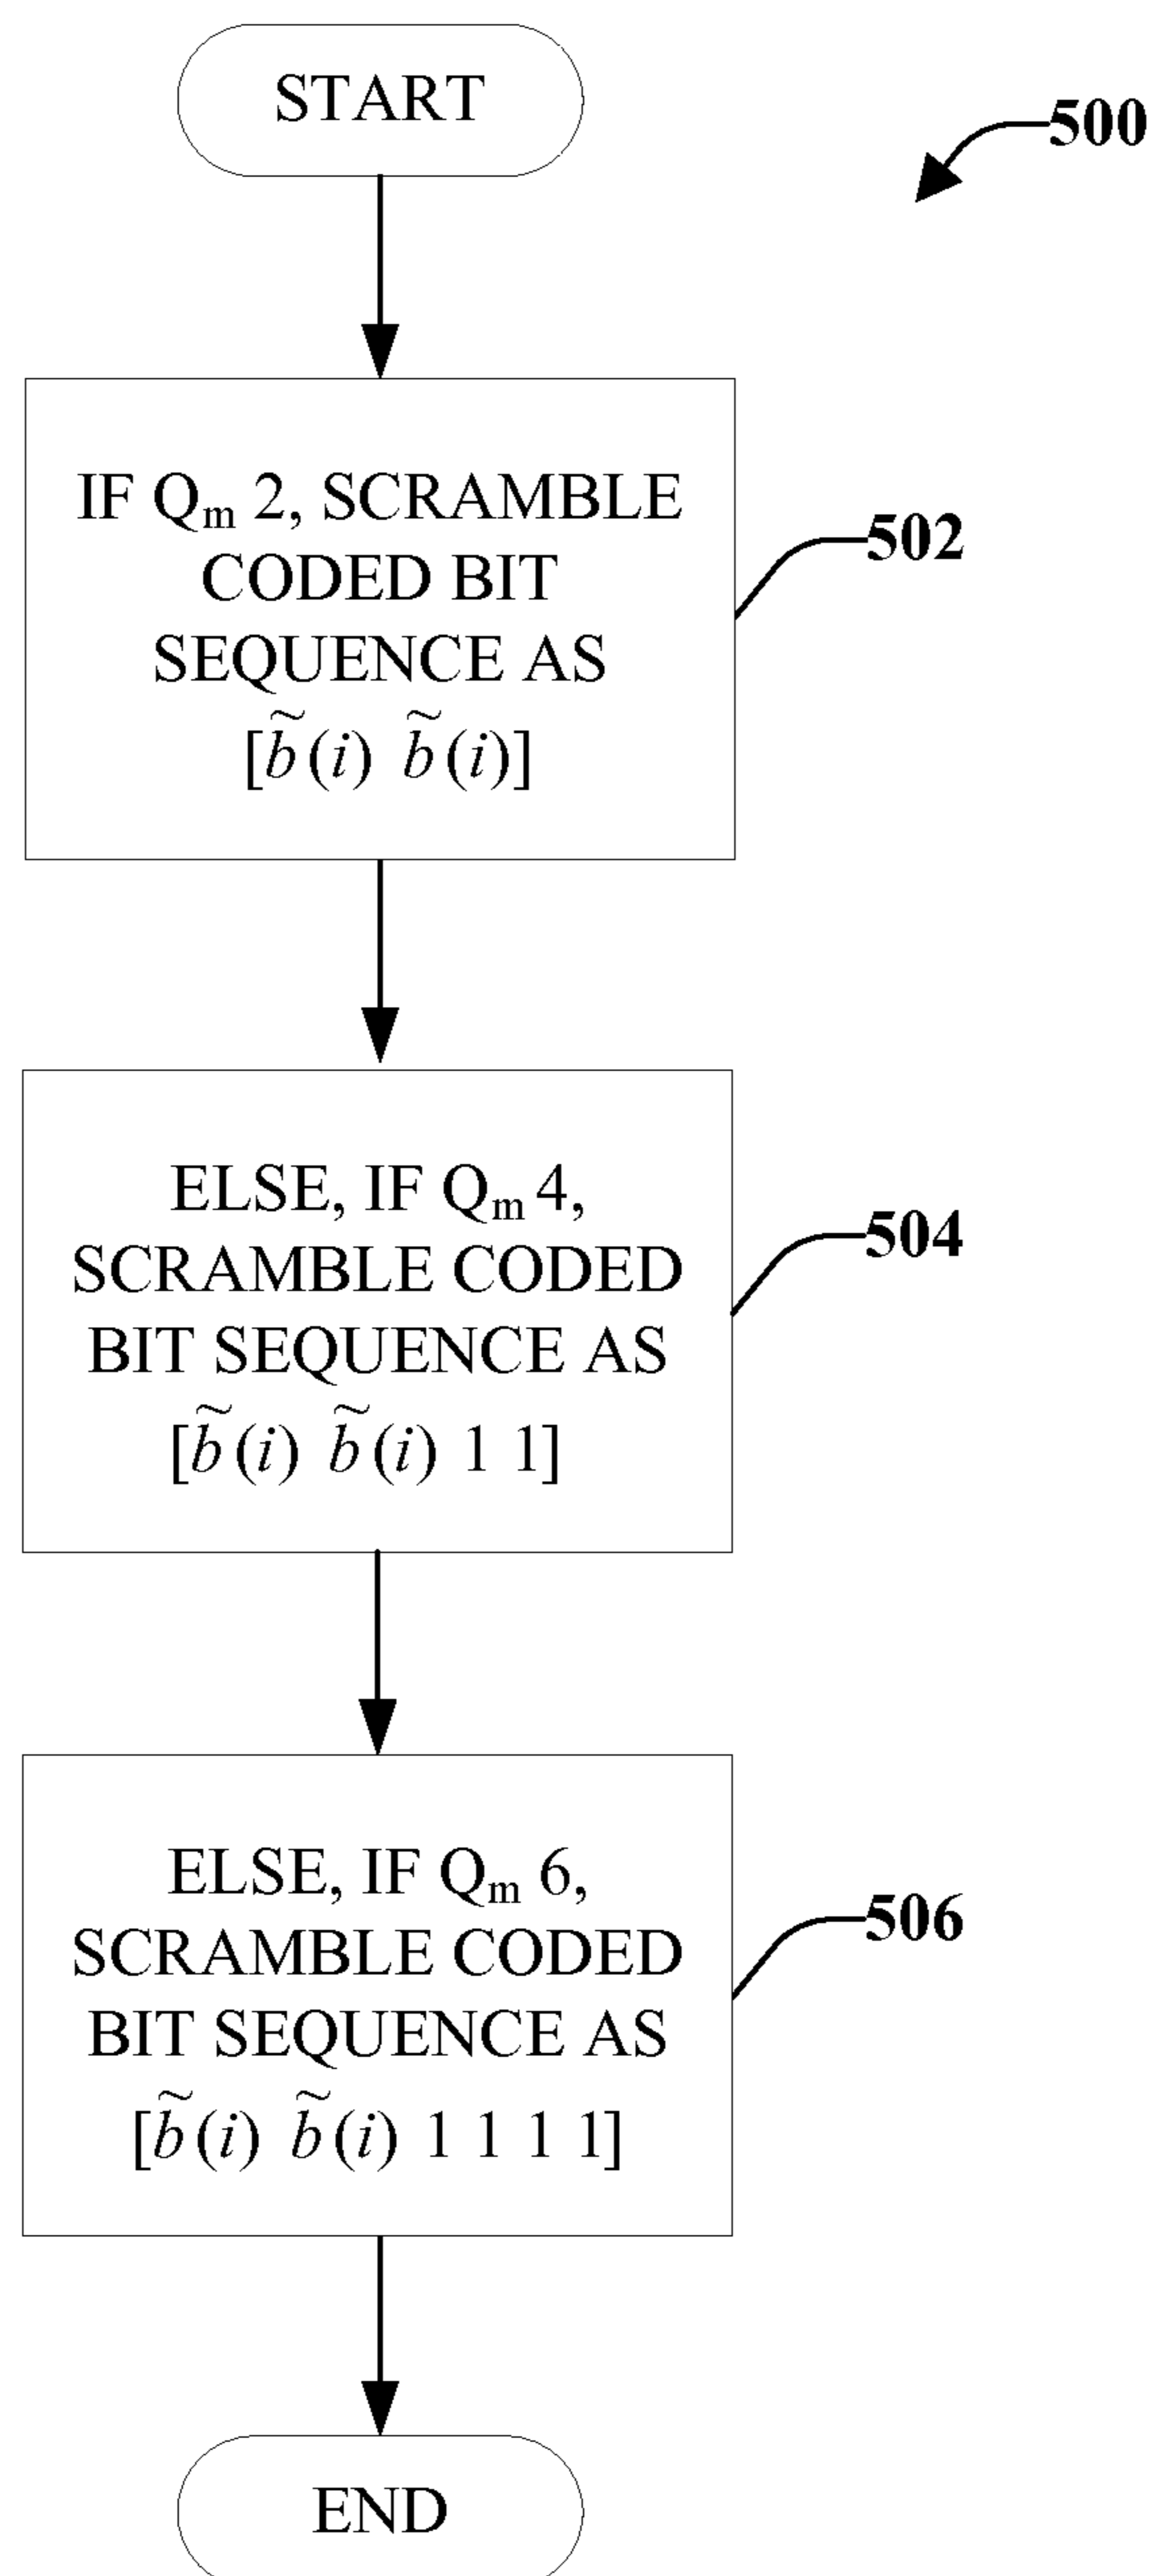 START
500
IF Qₘ 2, SCRAMBLE
CODED BIT
SEQUENCE AS
[b̃(i) b̃(i)]
502
ELSE, IF Qₘ 4,
SCRAMBLE CODED
BIT SEQUENCE AS
[b̃(i) b̃(i) 1 1]
504
ELSE, IF Qₘ 6,
SCRAMBLE CODED
BIT SEQUENCE AS
[b̃(i) b̃(i) 1 1 1 1]
506
END